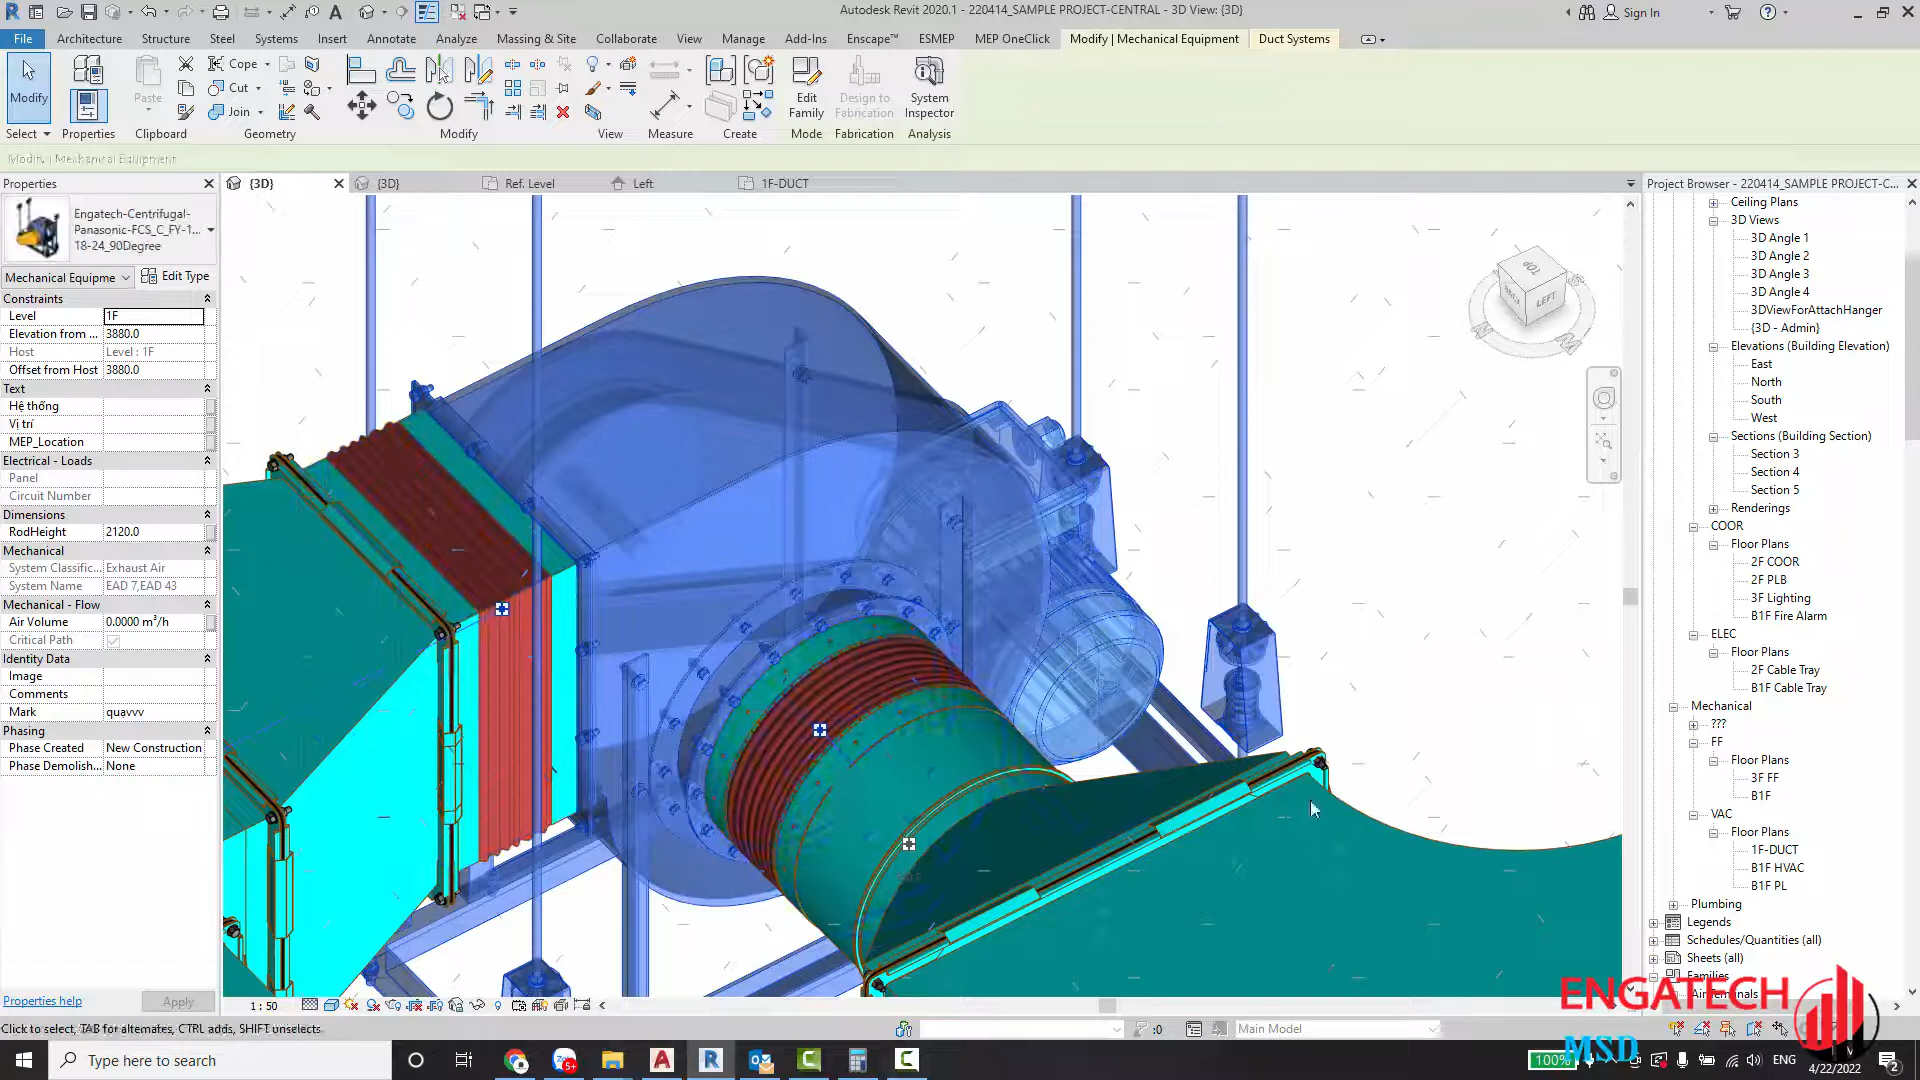 Autodesk Revit 2020.1 - 220414_SAMPLE PROJECT-CENTRAL - 3D View: {3D}
Sign In
File Architecture Structure Steel Systems Insert Annotate Analyze Massing & Site Collaborate View Manage Add-Ins Enscape™ ESMEP MEP OneClick Modify | Mechanical Equipment Duct Systems
Modify
Paste
Cope
Cut
Join
Edit Family
Design to Fabrication
System Inspector
Select Properties Clipboard Geometry Modify View Measure Create Mode Fabrication Analysis
Modify | Mechanical Equipment
Properties
{3D} {3D} Ref. Level Left 1F-DUCT
Project Browser - 220414_SAMPLE PROJECT-C...
Engatech-Centrifugal-
Panasonic-FCS_C_FY-1...
18-24_90Degree
Mechanical Equipme
Edit Type
Constraints
Level 1F
Elevation from ... 3880.0
Host Level : 1F
Offset from Host 3880.0
Text
Hệ thống
Vị trí
MEP_Location
Electrical - Loads
Panel
Circuit Number
Dimensions
RodHeight 2120.0
Mechanical
System Classific... Exhaust Air
System Name EAD 7,EAD 43
Mechanical - Flow
Air Volume 0.0000 m³/h
Critical Path
Identity Data
Image
Comments
Mark quavvv
Phasing
Phase Created New Construction
Phase Demolish... None
Properties help
Apply
TOP
BACK
LEFT
Ceiling Plans
3D Views
3D Angle 1
3D Angle 2
3D Angle 3
3D Angle 4
3DViewForAttachHanger
{3D - Admin}
Elevations (Building Elevation)
East
North
South
West
Sections (Building Section)
Section 3
Section 4
Section 5
Renderings
COOR
Floor Plans
2F COOR
2F PLB
3F Lighting
B1F Fire Alarm
ELEC
Floor Plans
2F Cable Tray
B1F Cable Tray
Mechanical
???
FF
Floor Plans
3F FF
B1F
VAC
Floor Plans
1F-DUCT
B1F HVAC
B1F PL
Plumbing
Legends
Schedules/Quantities (all)
Sheets (all)
Families
Air Terminals
1 : 50
ENGATECH
MSD
Click to select, TAB for alternates, CTRL adds, SHIFT unselects.
:0
Main Model
Type here to search
100%
ENG
4/22/2022
2